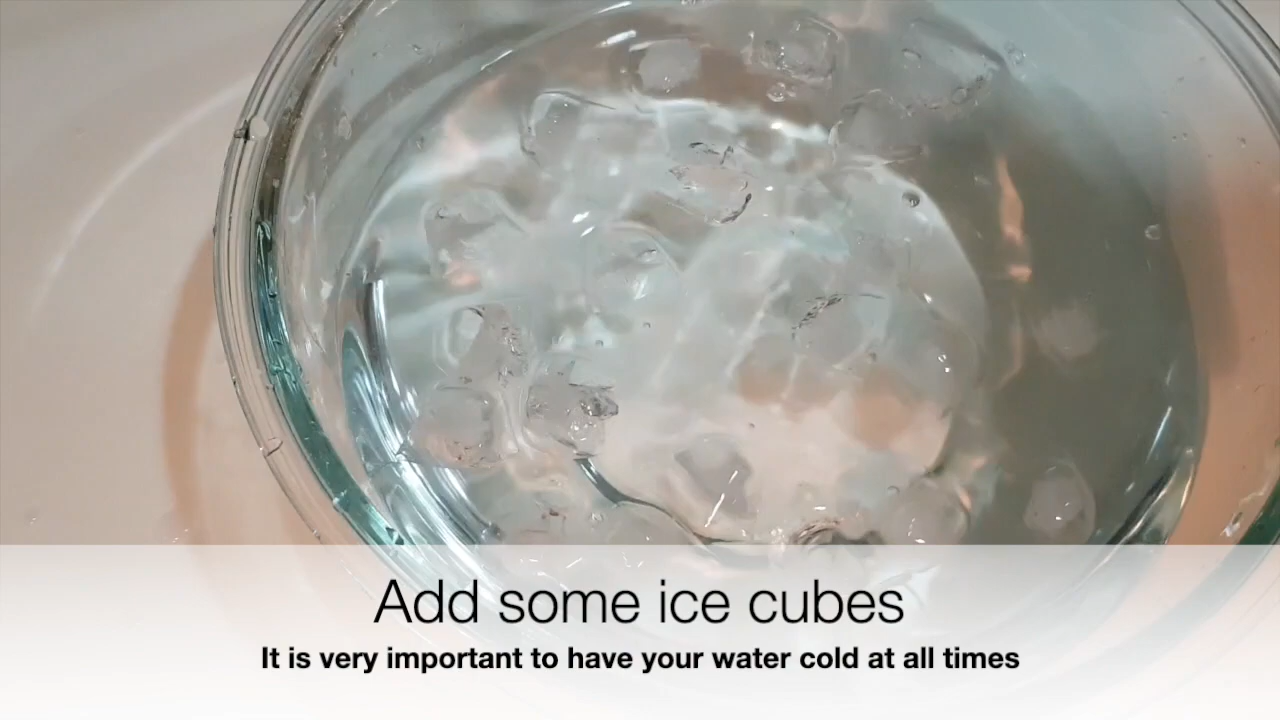 Add some ice cubes
It is very important to have your water cold at all times